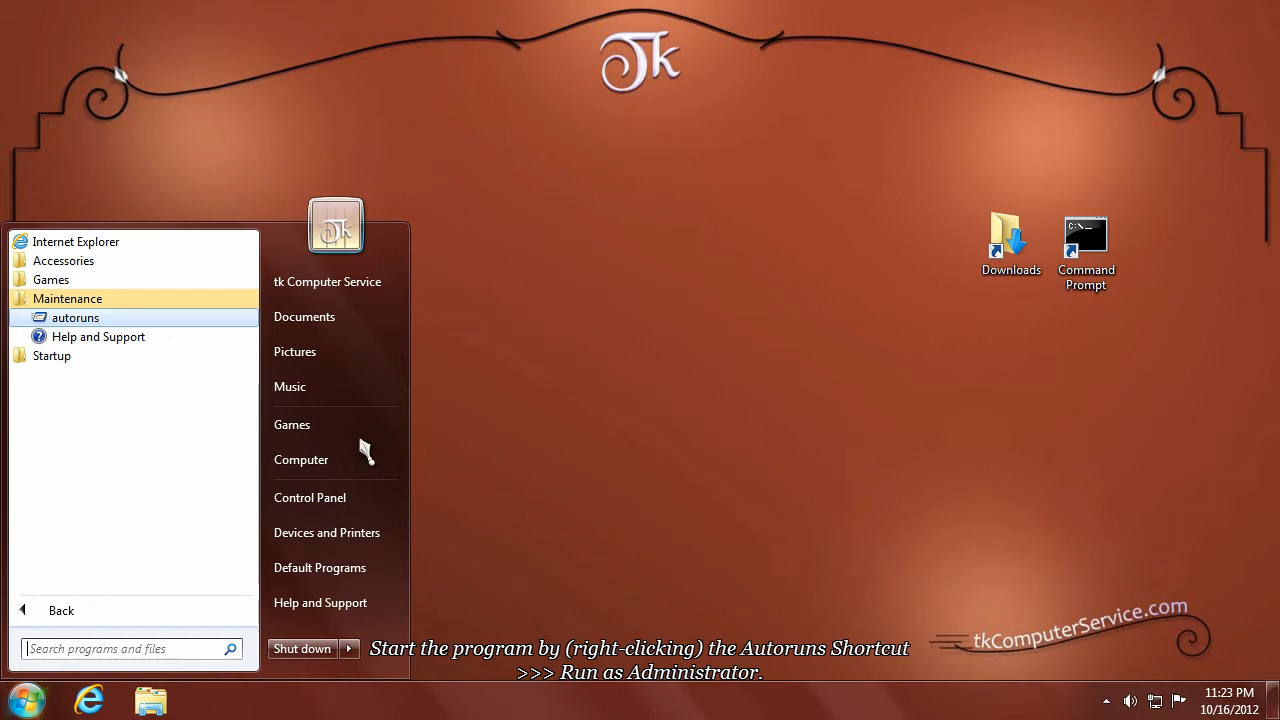 Tk
Internet Explorer
Accessories
Games
Maintenance
autoruns
Help and Support
Startup
Back
Search programs and files
Tk
tk Computer Service
Documents
Pictures
Music
Games
Computer
Control Panel
Devices and Printers
Default Programs
Help and Support
Shut down
Downloads
C:\_
Command
Prompt
tkComputerService.com
Start the program by (right-clicking) the Autoruns Shortcut
>>> Run as Administrator.
11:23 PM
10/16/2012